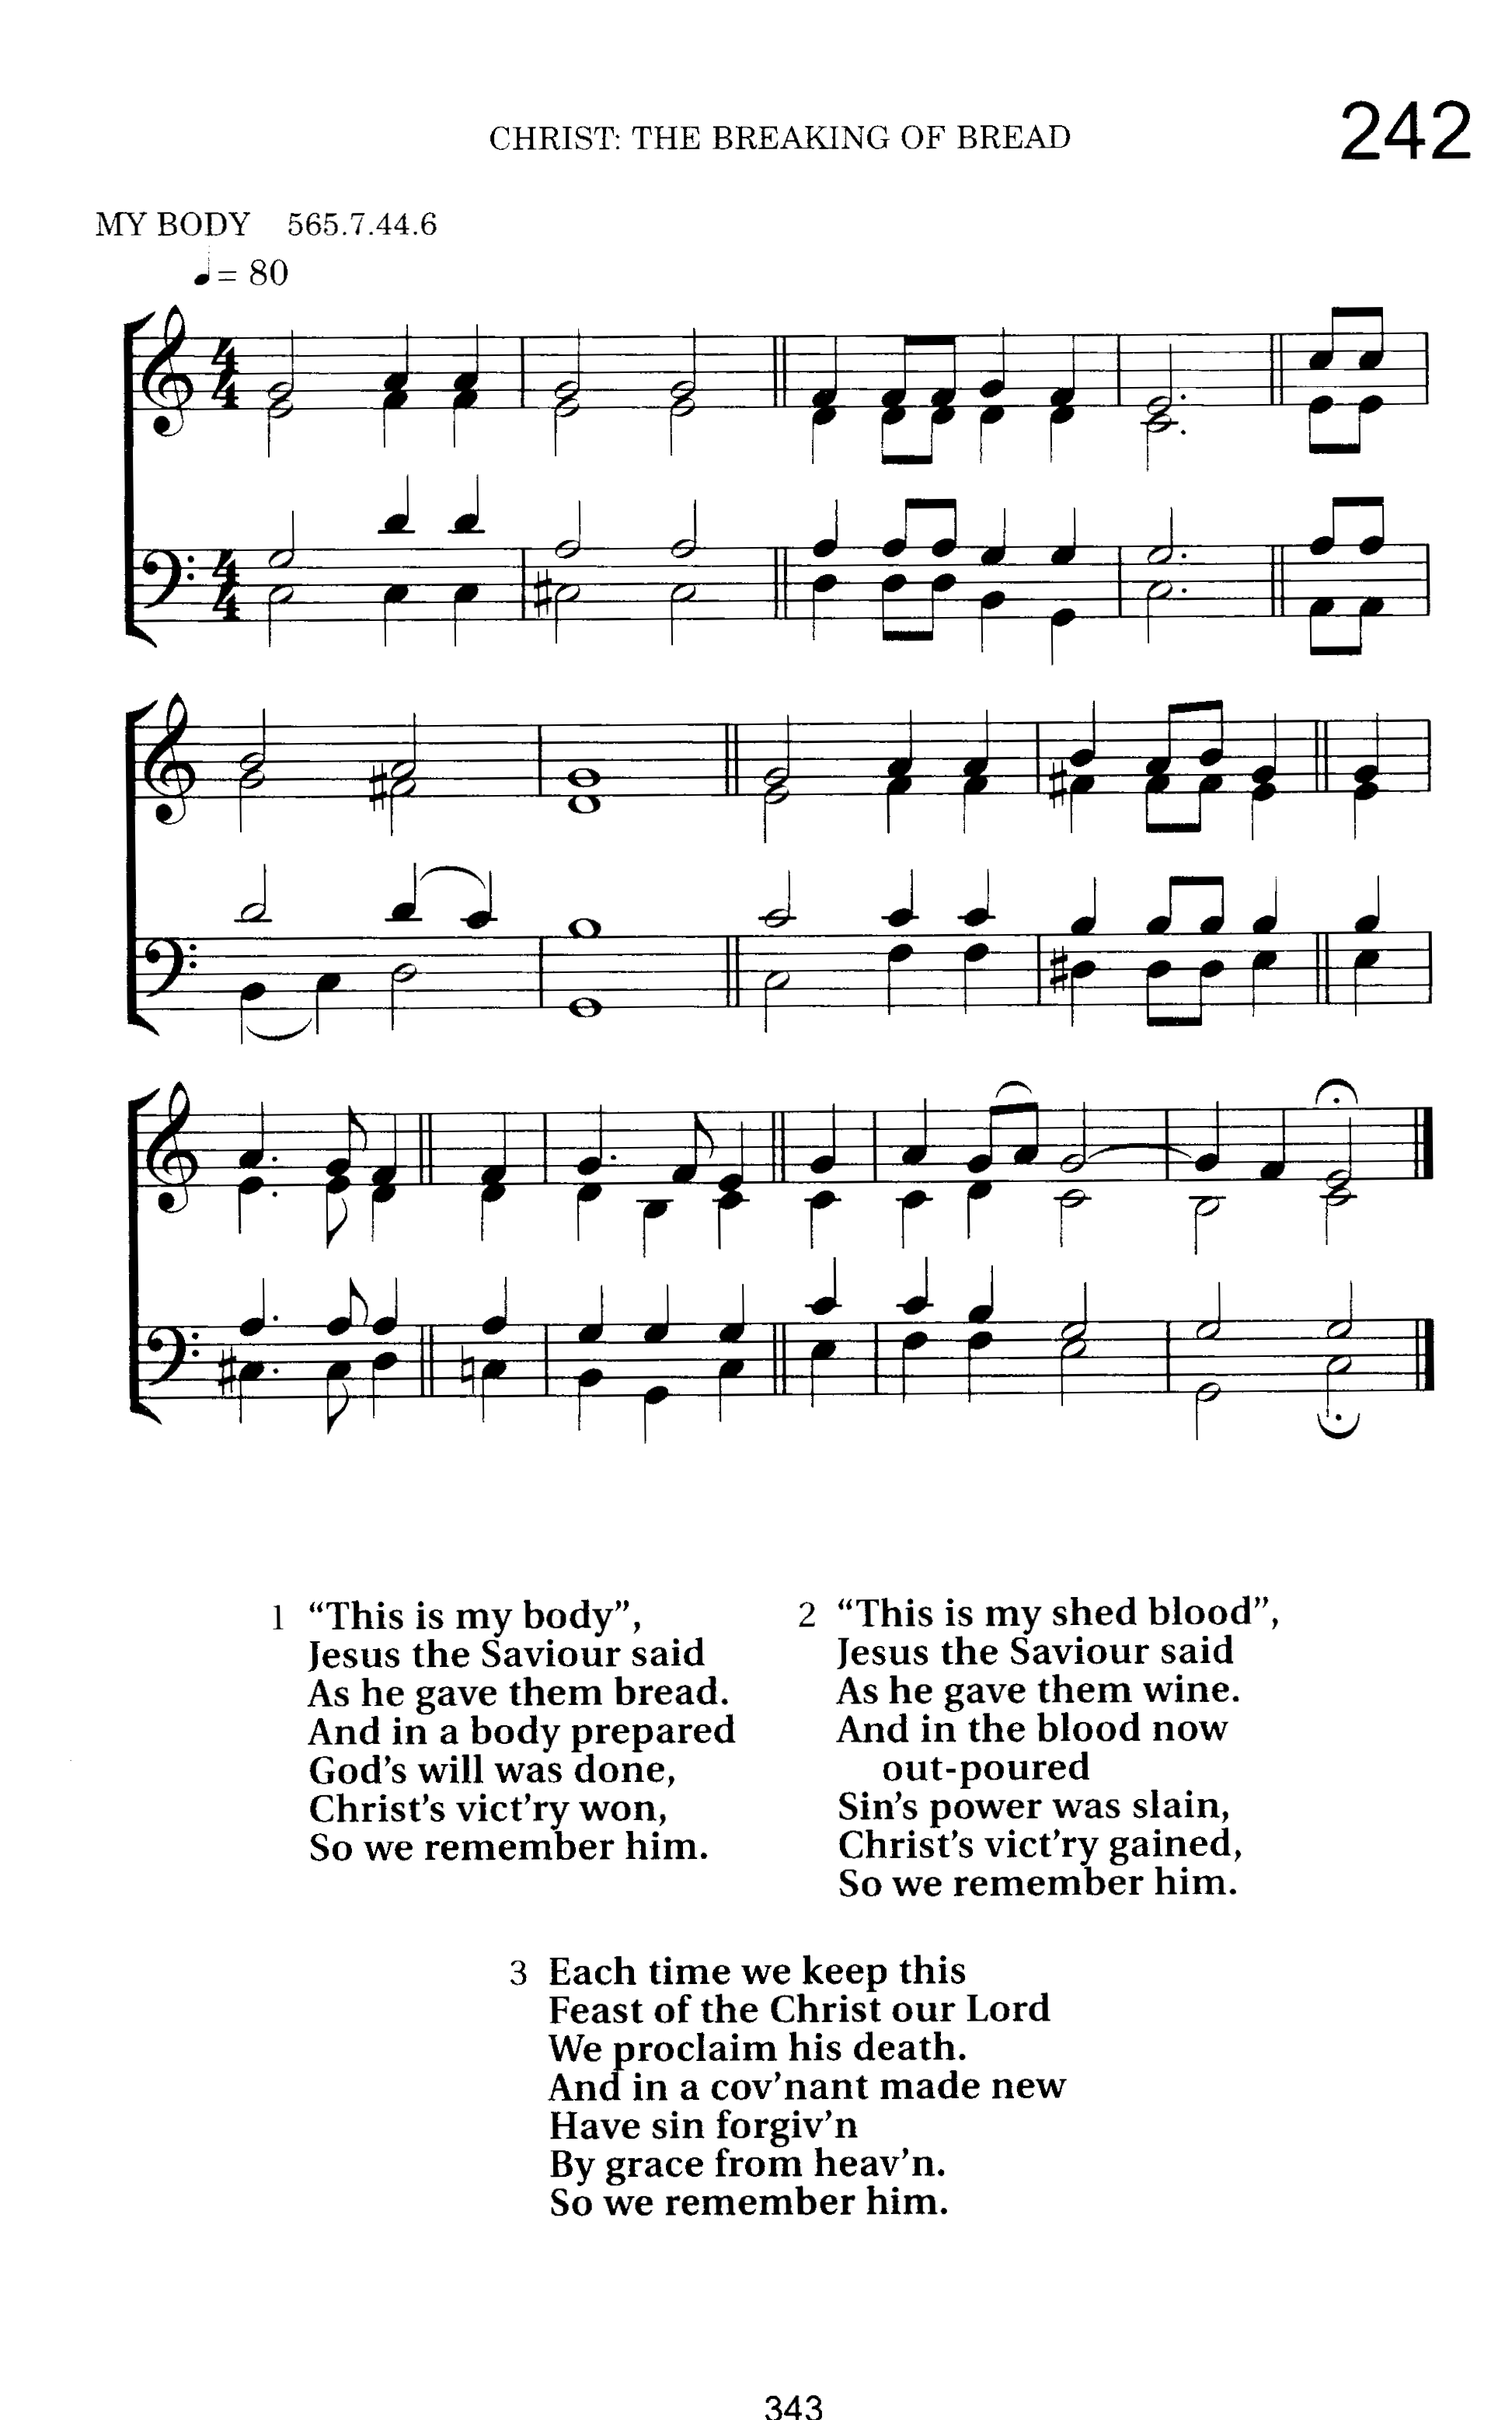 CHRIST: THE BREAKING OF BREAD
242
MY BODY 565.7.44.6
♩ = 80
4
4
4
4
1 “This is my body”,
Jesus the Saviour said
As he gave them bread.
And in a body prepared
God’s will was done,
Christ’s vict’ry won,
So we remember him.
2 “This is my shed blood”,
Jesus the Saviour said
As he gave them wine.
And in the blood now
out-poured
Sin’s power was slain,
Christ’s vict’ry gained,
So we remember him.
3 Each time we keep this
Feast of the Christ our Lord
We proclaim his death.
And in a cov’nant made new
Have sin forgiv’n
By grace from heav’n.
So we remember him.
343